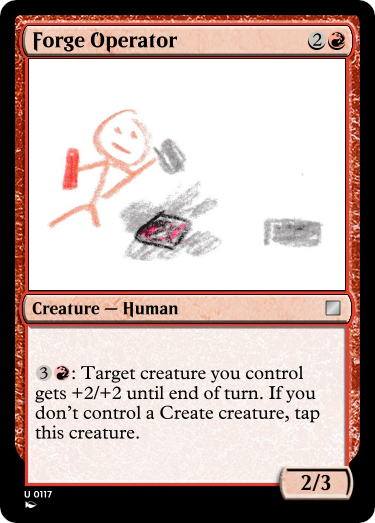 Forge Operator 2
Creature — Human
3 : Target creature you control
gets +2/+2 until end of turn. If you
don't control a Create creature, tap
this creature.
2/3
U 0117